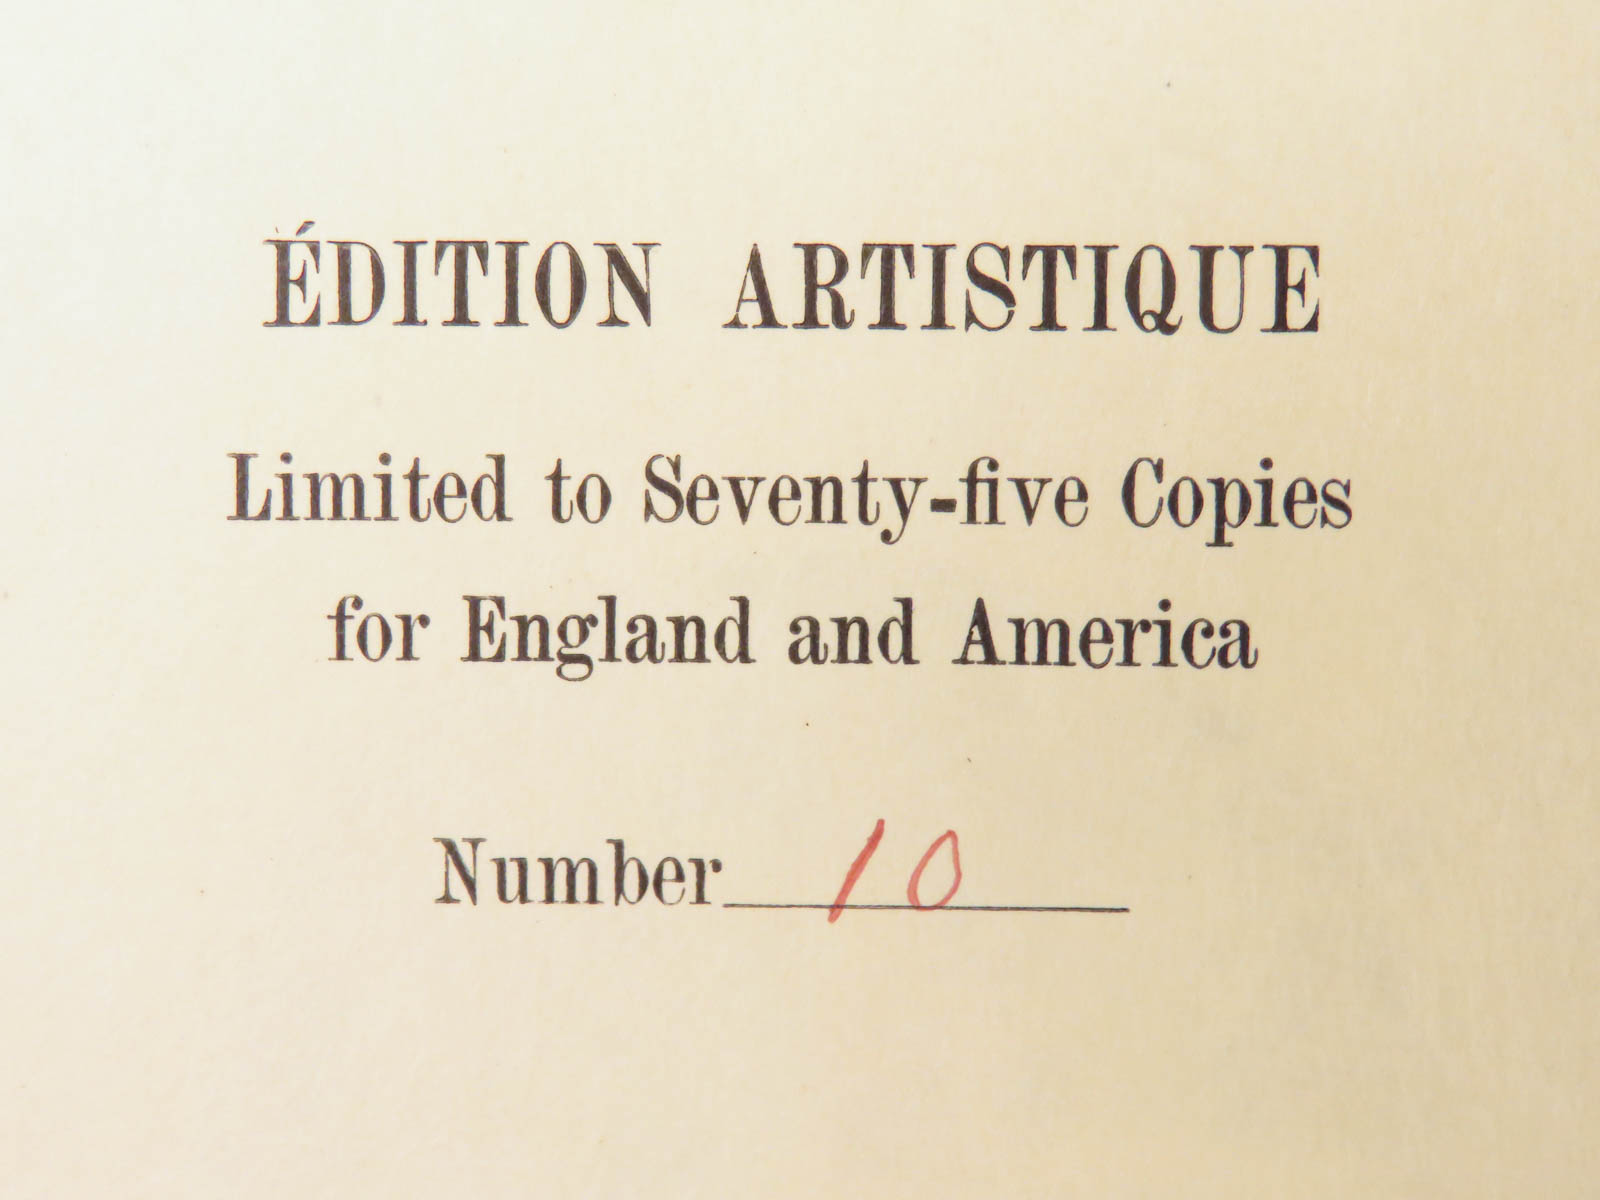 ÉDITION ARTISTIQUE
Limited to Seventy-five Copies
for England and America
Number 10